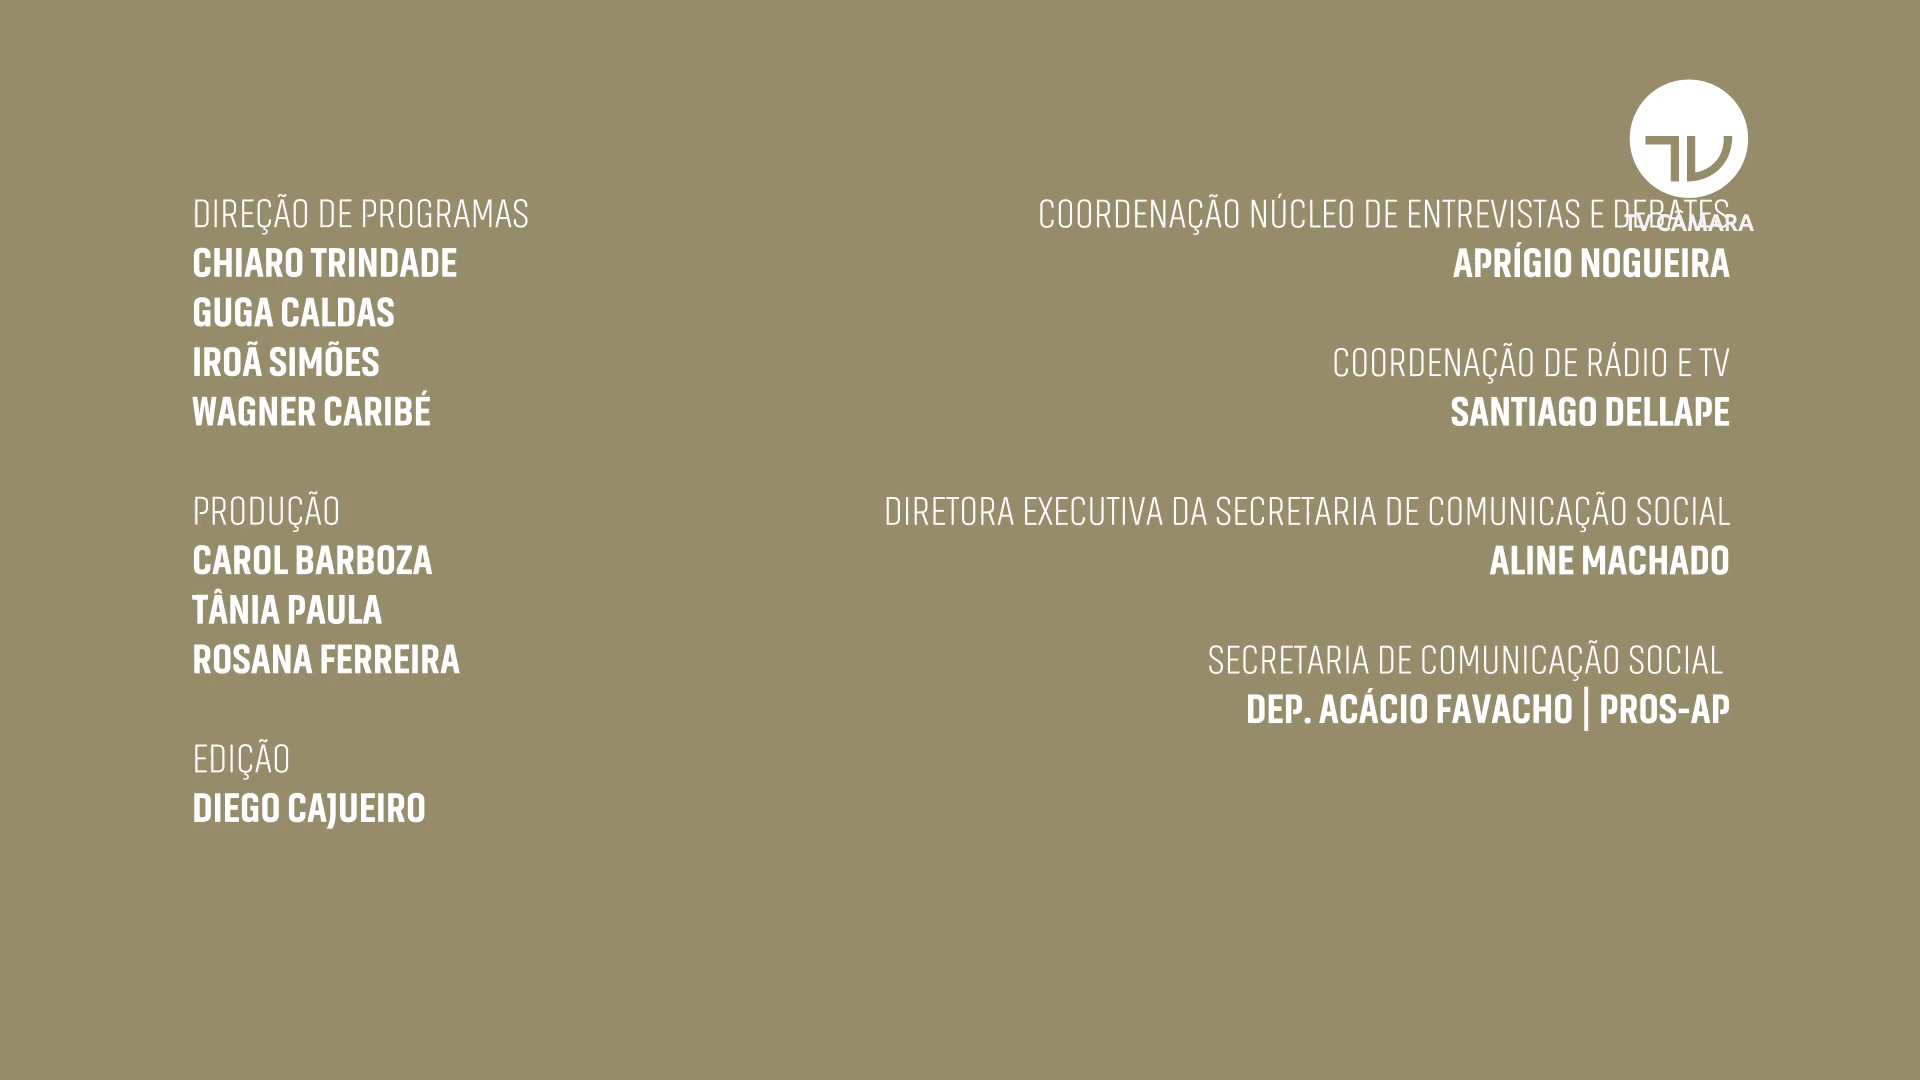 DIREÇÃO DE PROGRAMAS
CHIARO TRINDADE
GUGA CALDAS
IROÃ SIMÕES
WAGNER CARIBÉ
PRODUÇÃO
CAROL BARBOZA
TÂNIA PAULA
ROSANA FERREIRA
EDIÇÃO
DIEGO CAJUEIRO
TV
TV CÂMARA
COORDENAÇÃO NÚCLEO DE ENTREVISTAS E DEBATES
APRÍGIO NOGUEIRA
COORDENAÇÃO DE RÁDIO E TV
SANTIAGO DELLAPE
DIRETORA EXECUTIVA DA SECRETARIA DE COMUNICAÇÃO SOCIAL
ALINE MACHADO
SECRETARIA DE COMUNICAÇÃO SOCIAL
DEP. ACÁCIO FAVACHO | PROS-AP